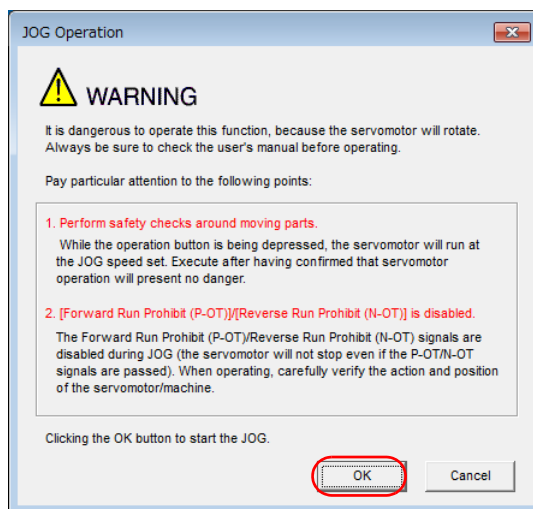 JOG Operation
WARNING
It is dangerous to operate this function, because the servomotor will rotate.
Always be sure to check the user's manual before operating.
Pay particular attention to the following points:
1. Perform safety checks around moving parts.
While the operation button is being depressed, the servomotor will run at
the JOG speed set. Execute after having confirmed that servomotor
operation will present no danger.
2. [Forward Run Prohibit (P-OT)]/[Reverse Run Prohibit (N-OT)] is disabled.
The Forward Run Prohibit (P-OT)/Reverse Run Prohibit (N-OT) signals are
disabled during JOG (the servomotor will not stop even if the P-OT/N-OT
signals are passed). When operating, carefully verify the action and position
of the servomotor/machine.
Clicking the OK button to start the JOG.
OK
Cancel